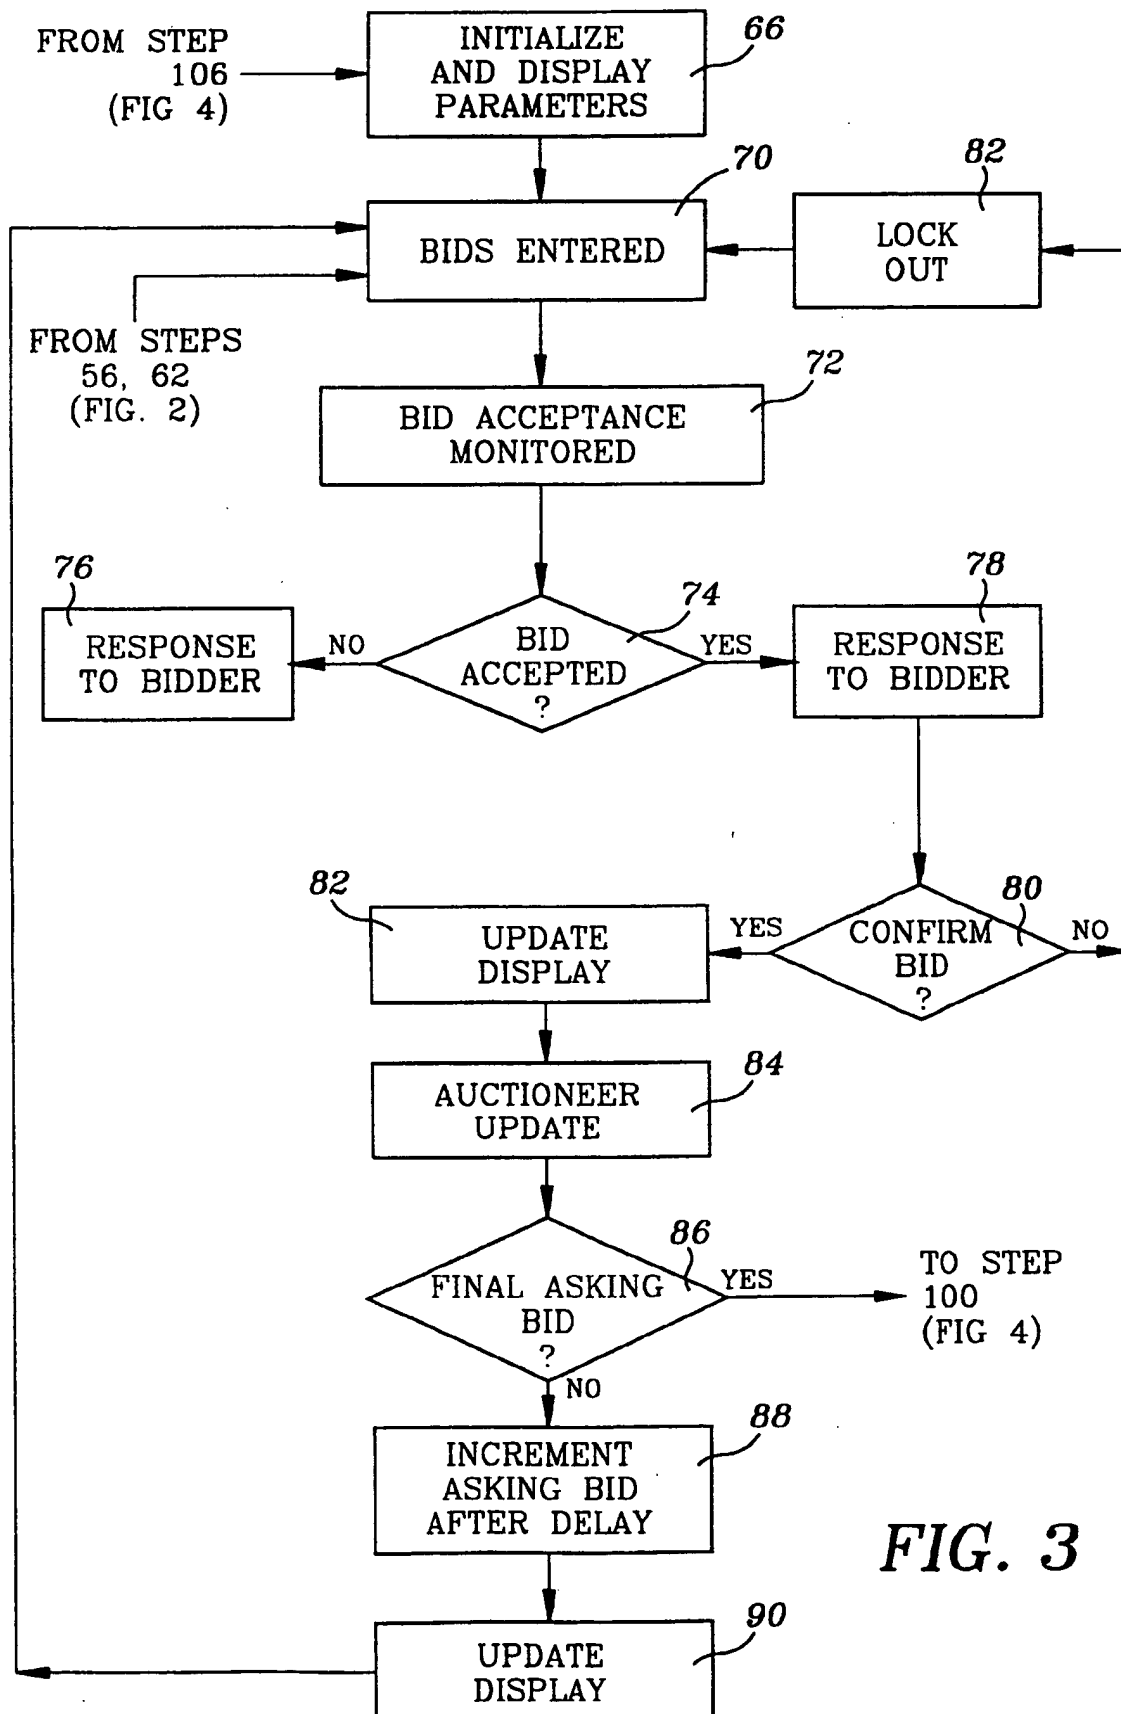 FROM STEP
106
(FIG 4)
INITIALIZE
AND DISPLAY
PARAMETERS
66
70
BIDS ENTERED
82
LOCK
OUT
FROM STEPS
56, 62
(FIG. 2)
72
BID ACCEPTANCE
MONITORED
76
RESPONSE
TO BIDDER
NO
74
BID
ACCEPTED
?
YES
78
RESPONSE
TO BIDDER
82
UPDATE
DISPLAY
YES
80
CONFIRM
BID
?
NO
84
AUCTIONEER
UPDATE
86
FINAL ASKING
BID
?
YES
TO STEP
100
(FIG 4)
NO
88
INCREMENT
ASKING BID
AFTER DELAY
FIG. 3
90
UPDATE
DISPLAY